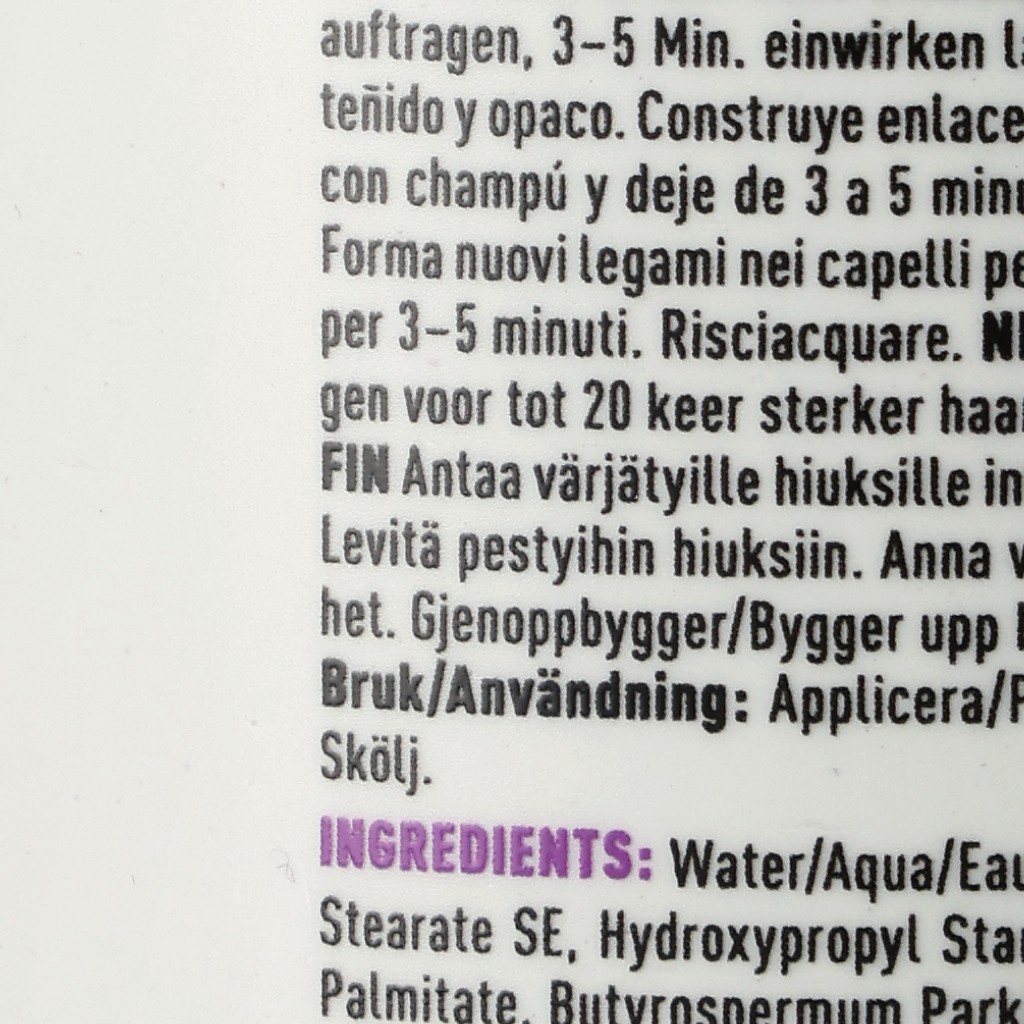 auftragen, 3–5 Min. einwirken
teñido y opaco. Construye enlace
con champú y deje de 3 a 5
Forma nuovi legami nei capelli
per 3–5 minuti. Risciacquare.
gen voor tot 20 keer sterker
FIN Antaa värjätyille hiuksille
Levitä pestyihin hiuksiin. Anna
het. Gjenoppbygger/Bygger upp
Bruk/Användning: Applicera/
Skölj.
INGREDIENTS: Water/Aqua/Eau
Stearate SE, Hydroxypropyl
Palmitate, Butyrospermum